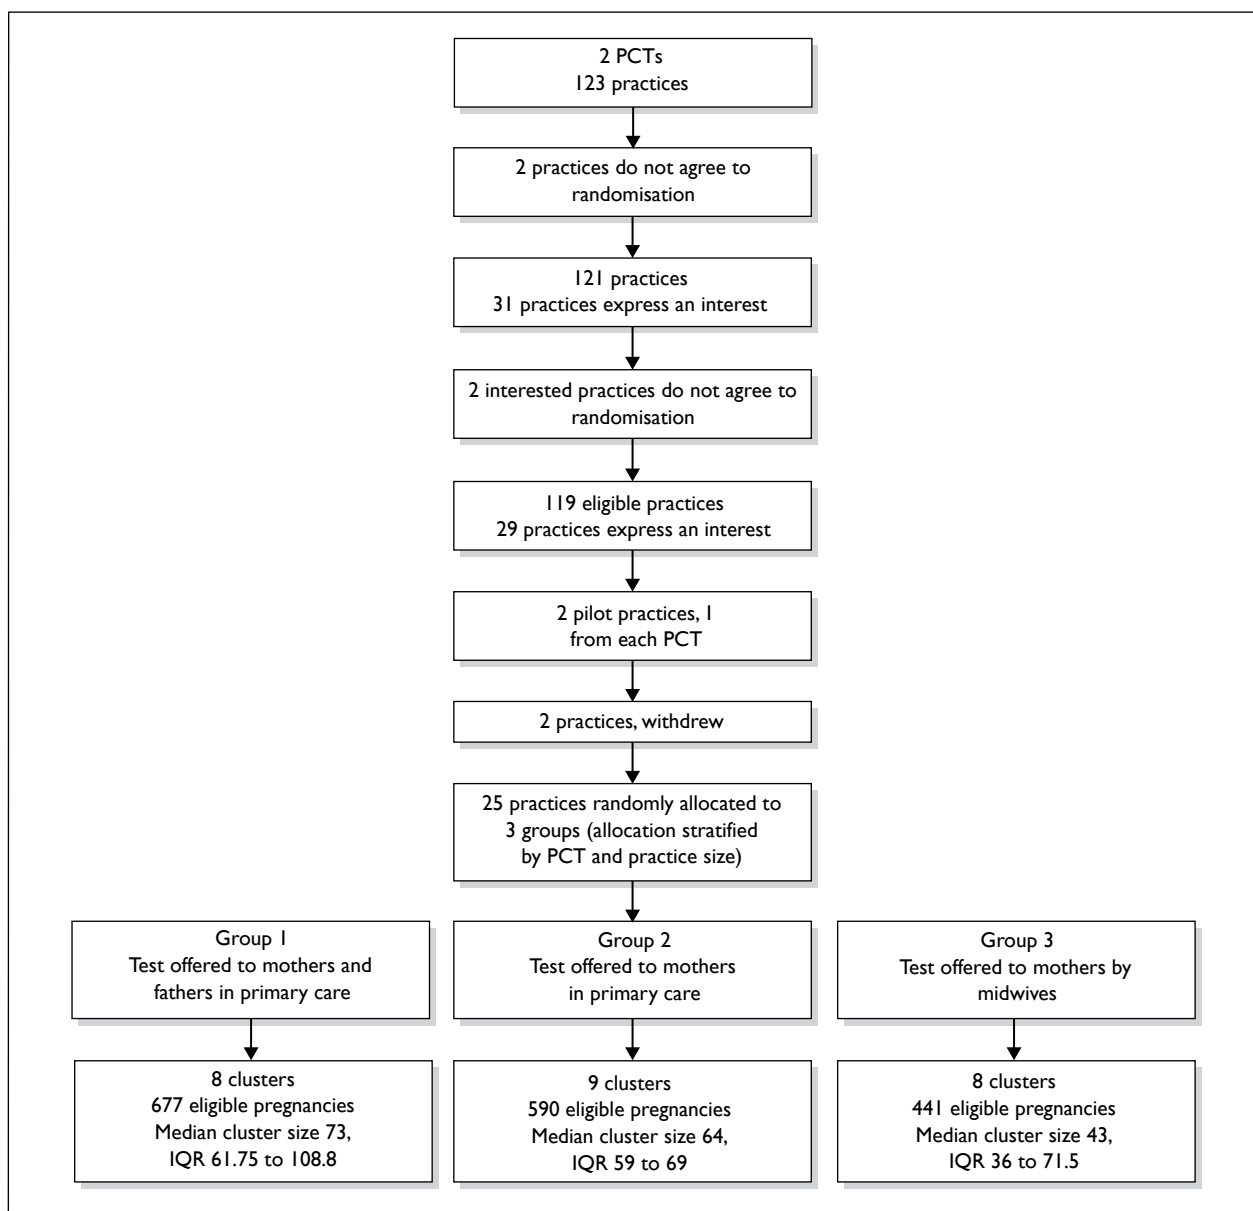 2 PCTs
123 practices
2 practices do not agree to
randomisation
121 practices
31 practices express an interest
2 interested practices do not agree to
randomisation
119 eligible practices
29 practices express an interest
2 pilot practices, 1
from each PCT
2 practices, withdrew
25 practices randomly allocated to
3 groups (allocation stratified
by PCT and practice size)
Group 1
Test offered to mothers and
fathers in primary care
Group 2
Test offered to mothers
in primary care
Group 3
Test offered to mothers by
midwives
8 clusters
677 eligible pregnancies
Median cluster size 73,
IQR 61.75 to 108.8
9 clusters
590 eligible pregnancies
Median cluster size 64,
IQR 59 to 69
8 clusters
441 eligible pregnancies
Median cluster size 43,
IQR 36 to 71.5